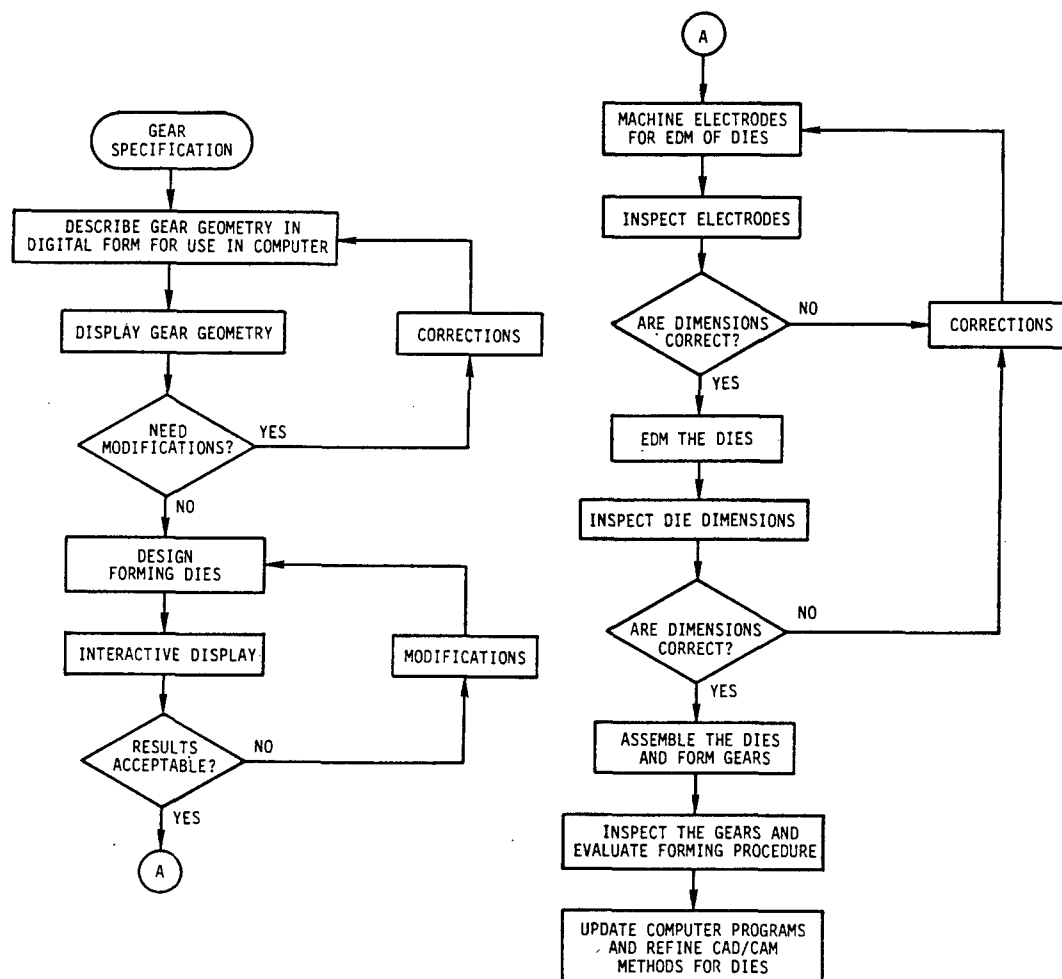 GEAR
SPECIFICATION
DESCRIBE GEAR GEOMETRY IN
DIGITAL FORM FOR USE IN COMPUTER
DISPLAY GEAR GEOMETRY
CORRECTIONS
NEED
MODIFICATIONS?
YES
NO
DESIGN
FORMING DIES
INTERACTIVE DISPLAY
MODIFICATIONS
RESULTS
ACCEPTABLE?
NO
YES
A
A
MACHINE ELECTRODES
FOR EDM OF DIES
INSPECT ELECTRODES
ARE DIMENSIONS
CORRECT?
NO
CORRECTIONS
YES
EDM THE DIES
INSPECT DIE DIMENSIONS
ARE DIMENSIONS
CORRECT?
NO
YES
ASSEMBLE THE DIES
AND FORM GEARS
INSPECT THE GEARS AND
EVALUATE FORMING PROCEDURE
UPDATE COMPUTER PROGRAMS
AND REFINE CAD/CAM
METHODS FOR DIES